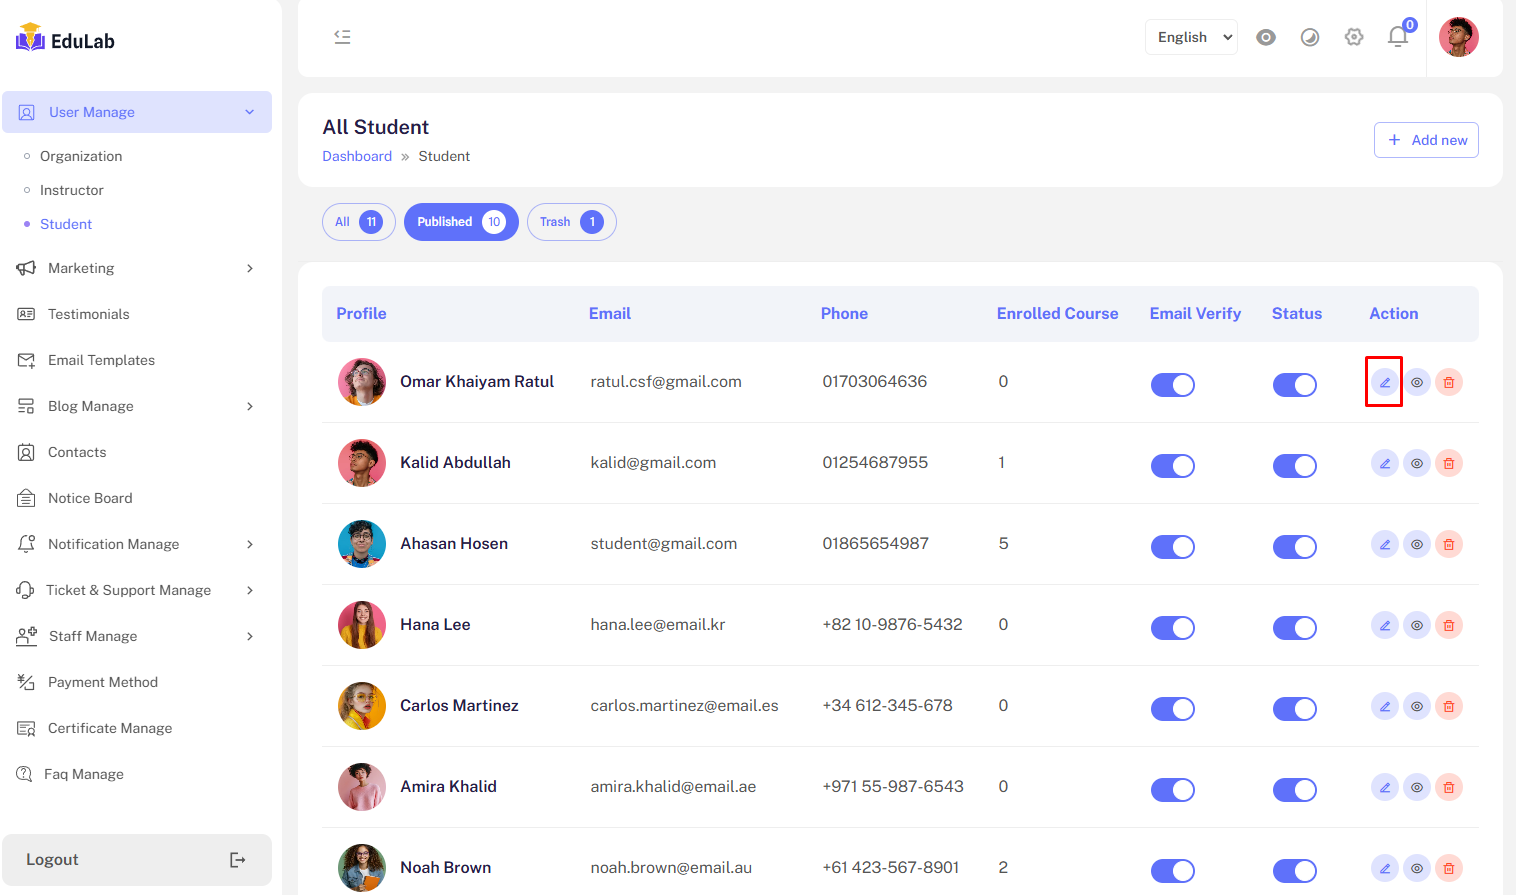 EduLab
English
0
User Manage
Organization
Instructor
Student
Marketing
Testimonials
Email Templates
Blog Manage
Contacts
Notice Board
Notification Manage
Ticket & Support Manage
Staff Manage
Payment Method
Certificate Manage
Faq Manage
Logout
All Student
Dashboard » Student
+ Add new
All 11 Published 10 Trash 1
Profile Email Phone Enrolled Course Email Verify Status Action
Omar Khaiyam Ratul ratul.csf@gmail.com 01703064636 0
Kalid Abdullah kalid@gmail.com 01254687955 1
Ahasan Hosen student@gmail.com 01865654987 5
Hana Lee hana.lee@email.kr +82 10-9876-5432 0
Carlos Martinez carlos.martinez@email.es +34 612-345-678 0
Amira Khalid amira.khalid@email.ae +971 55-987-6543 0
Noah Brown noah.brown@email.au +61 423-567-8901 2